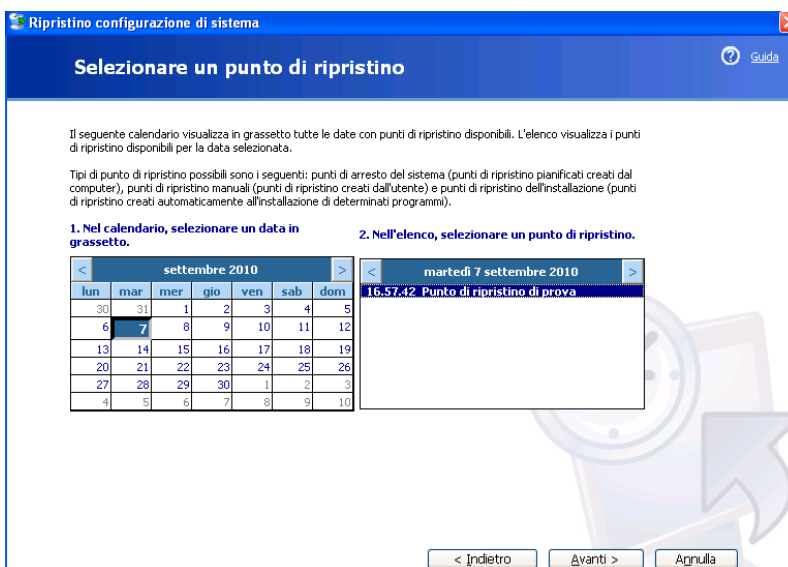 Ripristino configurazione di sistema
Selezionare un punto di ripristino
Guida
Il seguente calendario visualizza in grassetto tutte le date con punti di ripristino disponibili. L'elenco visualizza i punti
di ripristino disponibili per la data selezionata.
Tipi di punto di ripristino possibili sono i seguenti: punti di arresto del sistema (punti di ripristino pianificati creati dal
computer), punti di ripristino manuali (punti di ripristino creati dall'utente) e punti di ripristino dell'installazione (punti
di ripristino creati automaticamente all'installazione di determinati programmi).
1. Nel calendario, selezionare un data in
grassetto.
< settembre 2010 >
lun mar mer gio ven sab dom
30 31 1 2 3 4 5
6 7 8 9 10 11 12
13 14 15 16 17 18 19
20 21 22 23 24 25 26
27 28 29 30 1 2 3
4 5 6 7 8 9 10
2. Nell'elenco, selezionare un punto di ripristino.
< martedì 7 settembre 2010 >
16.57.42 Punto di ripristino di prova
< Indietro Avanti > Annulla